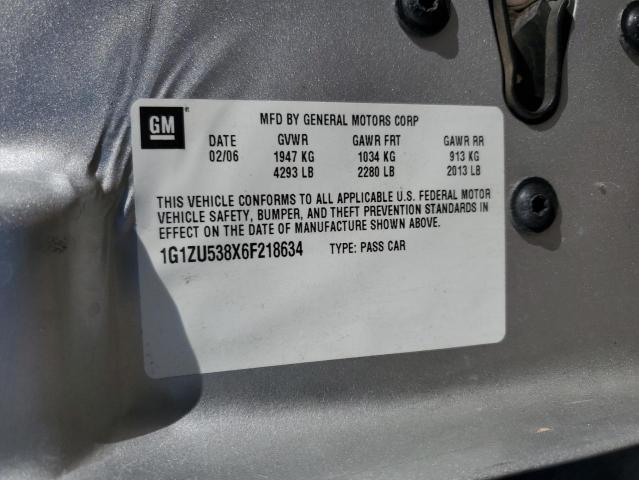 GM
MFD BY GENERAL MOTORS CORP
DATE GVWR GAWR FRT GAWR RR
02/06 1947 KG 1034 KG 913 KG
4293 LB 2280 LB 2013 LB
THIS VEHICLE CONFORMS TO ALL APPLICABLE U.S. FEDERAL MOTOR
VEHICLE SAFETY, BUMPER, AND THEFT PREVENTION STANDARDS IN
EFFECT ON THE DATE OF MANUFACTURE SHOWN ABOVE.
1G1ZU538X6F218634 TYPE: PASS CAR